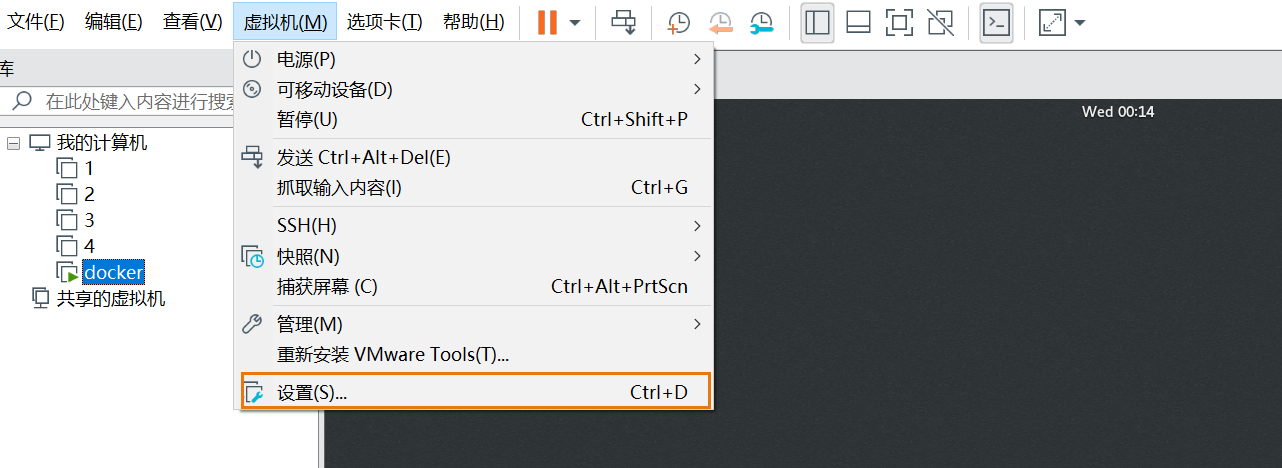 文件(F) 编辑(E) 查看(V) 虚拟机(M) 选项卡(T) 帮助(H)
库
在此处键入内容进行搜索
我的计算机
1
2
3
4
docker
共享的虚拟机
电源(P)
可移动设备(D)
暂停(U) Ctrl+Shift+P
发送 Ctrl+Alt+Del(E)
抓取输入内容(I) Ctrl+G
SSH(H)
快照(N)
捕获屏幕 (C) Ctrl+Alt+PrtScn
管理(M)
重新安装 VMware Tools(T)...
设置(S)... Ctrl+D
Wed 00:14